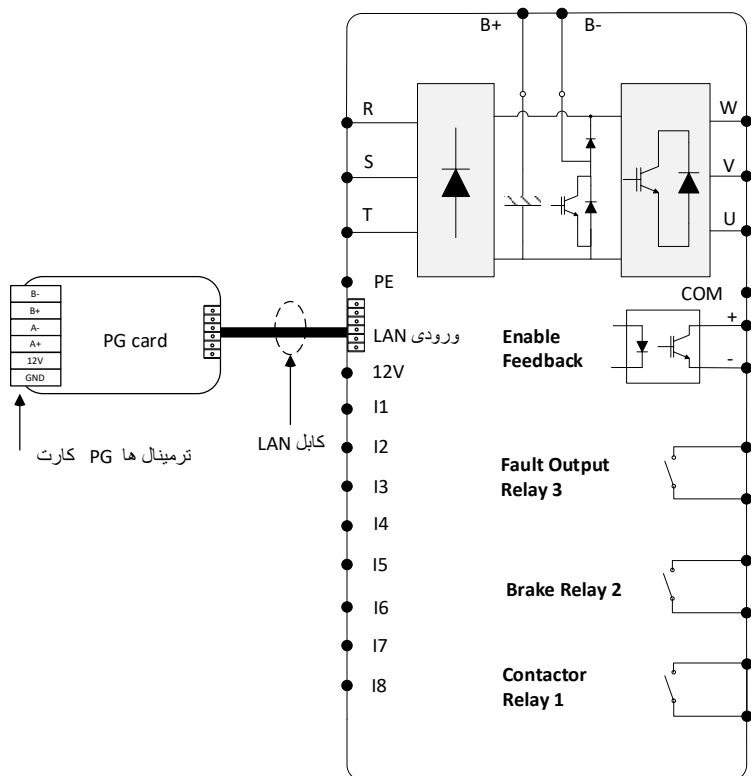 B+
B-
R
S
T
W
V
U
PE
COM
+
-
Enable
Feedback
B-
B+
A-
A+
12V
GND
PG card
ورودی LAN
12V
I1
I2
I3
I4
I5
I6
I7
I8
کابل LAN
ترمینال ها PG کارت
Fault Output
Relay 3
Brake Relay 2
Contactor
Relay 1